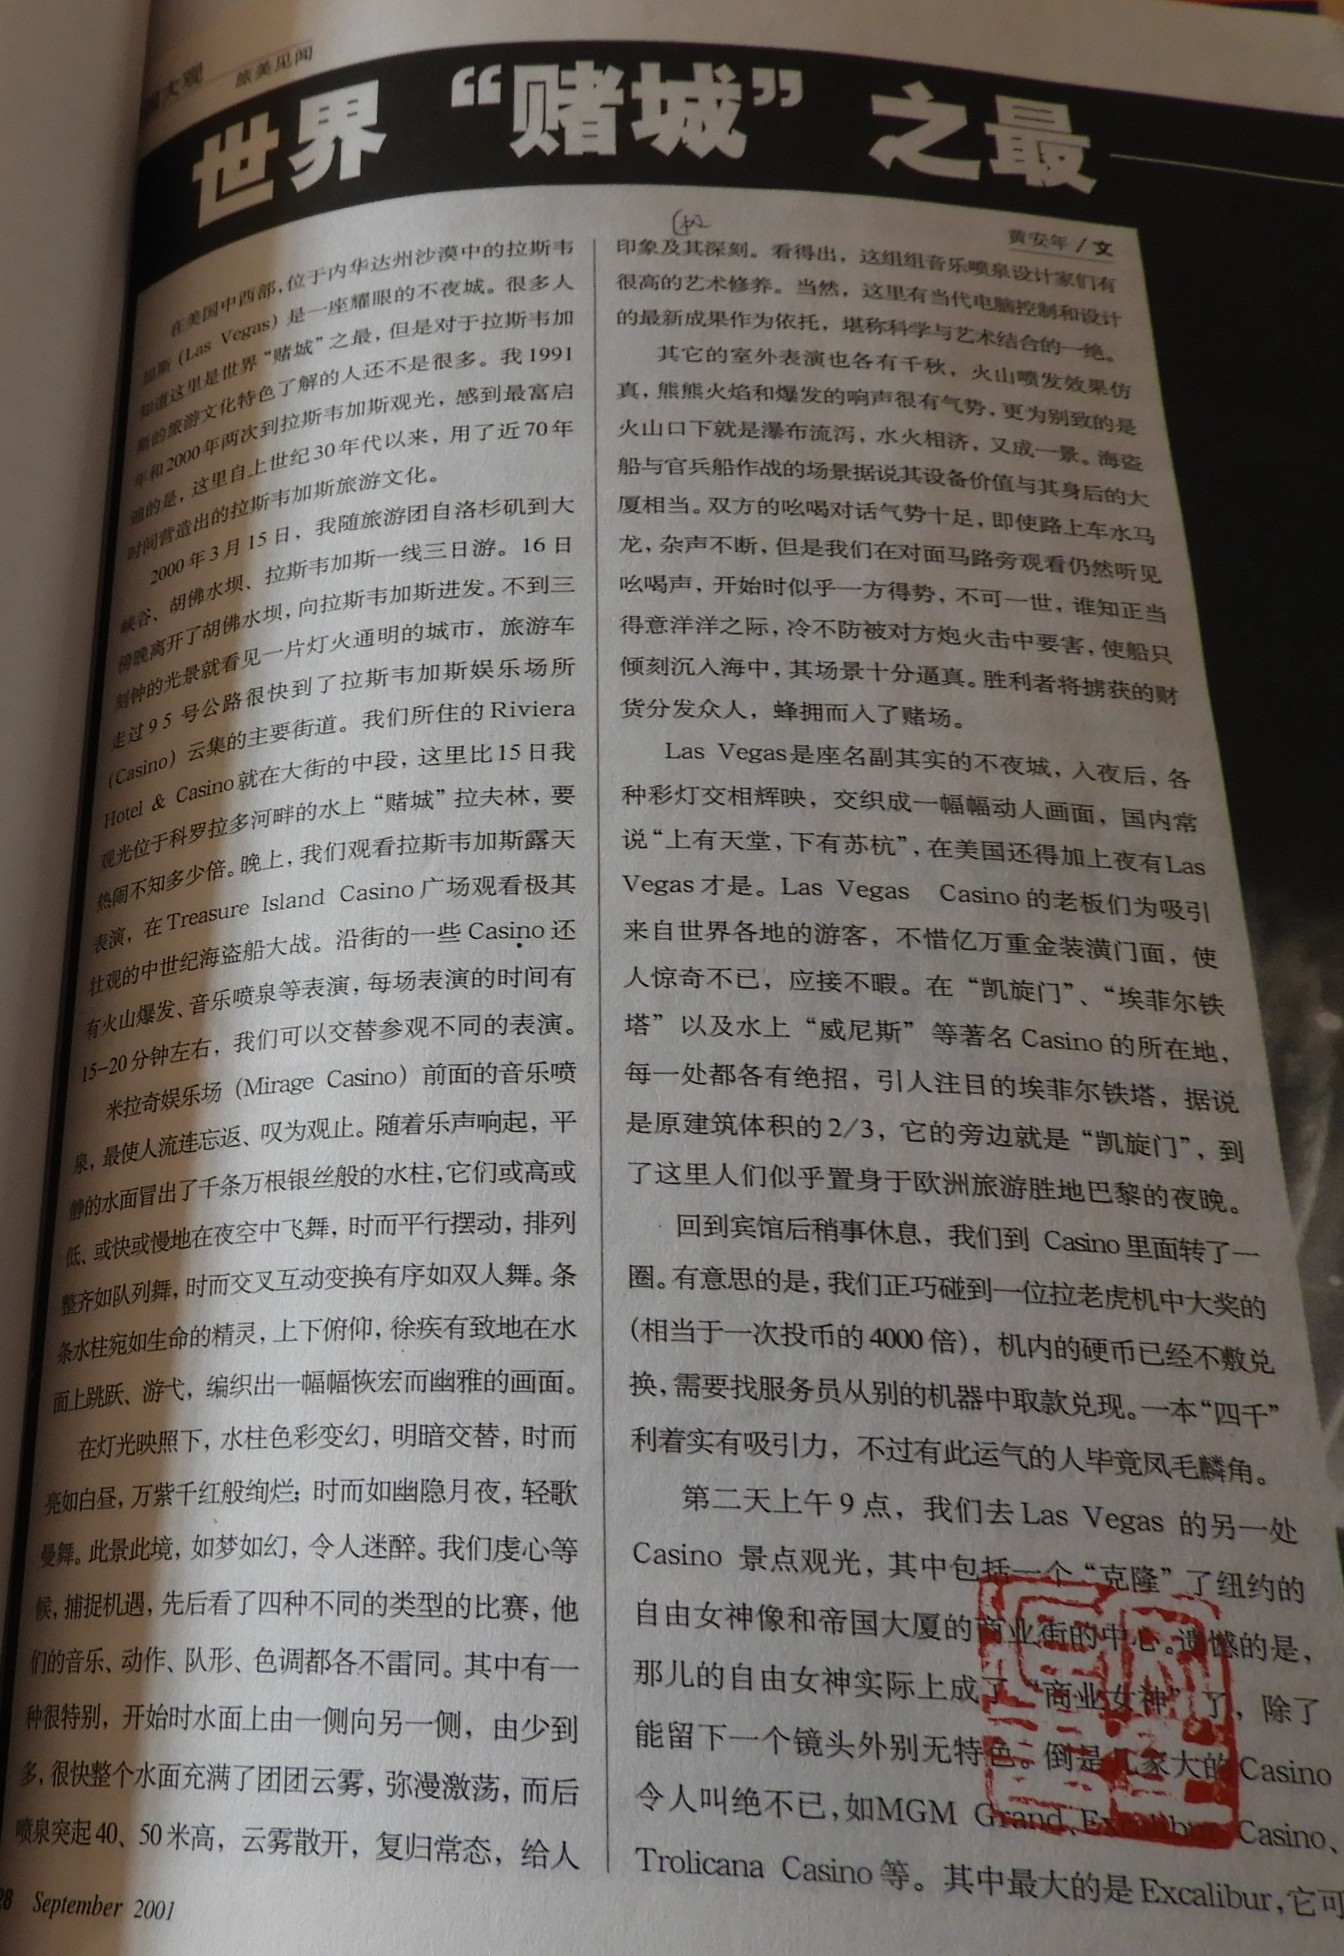 大观 旅美见闻
世界“赌城”之最
黄安年/文
在美国中西部,位于内华达州沙漠中的拉斯韦
加斯(Las Vegas)是一座耀眼的不夜城。很多人
知道这里是世界“赌城”之最,但是对于拉斯韦加
斯的旅游文化特色了解的人还不是很多。我1991
年和2000年两次到拉斯韦加斯观光,感到最富启
迪的是,这里自上世纪30年代以来,用了近70年
时间营造出的拉斯韦加斯旅游文化。
2000年3月15日,我随旅游团自洛杉矶到大
峡谷、胡佛水坝、拉斯韦加斯一线三日游。16日
傍晚离开了胡佛水坝,向拉斯韦加斯进发。不到三
刻钟的光景就看见一片灯火通明的城市,旅游车
走过95号公路很快到了拉斯韦加斯娱乐场所
(Casino)云集的主要街道。我们所住的Riviera
Hotel & Casino就在大街的中段,这里比15日我
观光位于科罗拉多河畔的水上“赌城”拉夫林,要
热闹不知多少倍。晚上,我们观看拉斯韦加斯露天
表演,在Treasure Island Casino广场观看极其
壮观的中世纪海盗船大战。沿街的一些Casino还
有火山爆发、音乐喷泉等表演,每场表演的时间有
15-20分钟左右,我们可以交替参观不同的表演。
米拉奇娱乐场(Mirage Casino)前面的音乐喷
泉,最使人流连忘返、叹为观止。随着乐声响起,平
静的水面冒出了千条万根银丝般的水柱,它们或高或
低、或快或慢地在夜空中飞舞,时而平行摆动,排列
整齐如队列舞,时而交叉互动变换有序如双人舞。条
条水柱宛如生命的精灵,上下俯仰,徐疾有致地在水
面上跳跃、游弋,编织出一幅幅恢宏而幽雅的画面。
在灯光映照下,水柱色彩变幻,明暗交替,时而
亮如白昼,万紫千红般绚烂;时而如幽隐月夜,轻歌
曼舞。此景此境,如梦如幻,令人迷醉。我们虔心等
候,捕捉机遇,先后看了四种不同的类型的比赛,他
们的音乐、动作、队形、色调都各不雷同。其中有一
种很特别,开始时水面上由一侧向另一侧,由少到
多,很快整个水面充满了团团云雾,弥漫激荡,而后
喷泉突起40、50米高,云雾散开,复归常态,给人
极
印象及其深刻。看得出,这组组音乐喷泉设计家们有
很高的艺术修养。当然,这里有当代电脑控制和设计
的最新成果作为依托,堪称科学与艺术结合的一绝。
其它的室外表演也各有千秋,火山喷发效果仿
真,熊熊火焰和爆发的响声很有气势,更为别致的是
火山口下就是瀑布流泻,水火相济,又成一景。海盗
船与官兵船作战的场景据说其设备价值与其身后的大
厦相当。双方的吆喝对话气势十足,即使路上车水马
龙,杂声不断,但是我们在对面马路旁观看仍然听见
吆喝声,开始时似乎一方得势,不可一世,谁知正当
得意洋洋之际,冷不防被对方炮火击中要害,使船只
倾刻沉入海中,其场景十分逼真。胜利者将掳获的财
货分发众人,蜂拥而入了赌场。
Las Vegas是座名副其实的不夜城,入夜后,各
种彩灯交相辉映,交织成一幅幅动人画面,国内常
说“上有天堂,下有苏杭”,在美国还得加上夜有Las
Vegas才是。Las Vegas Casino的老板们为吸引
来自世界各地的游客,不惜亿万重金装潢门面,使
人惊奇不已,应接不暇。在“凯旋门”、“埃菲尔铁
塔”以及水上“威尼斯”等著名Casino的所在地,
每一处都各有绝招,引人注目的埃菲尔铁塔,据说
是原建筑体积的2/3,它的旁边就是“凯旋门”,到
了这里人们似乎置身于欧洲旅游胜地巴黎的夜晚。
回到宾馆后稍事休息,我们到 Casino里面转了一
圈。有意思的是,我们正巧碰到一位拉老虎机中大奖的
(相当于一次投币的4000倍),机内的硬币已经不敷兑
换,需要找服务员从别的机器中取款兑现。一本“四千”
利着实有吸引力,不过有此运气的人毕竟凤毛麟角。
第二天上午9点,我们去Las Vegas 的另一处
Casino 景点观光,其中包括一个“克隆”了纽约的
自由女神像和帝国大厦的商业街的中心。遗憾的是,
那儿的自由女神实际上成了“商业女神”了,除了
能留下一个镜头外别无特色。倒是几家大的Casino
令人叫绝不已,如MGM Grand、Excalibur Casino、
Trolicana Casino等。其中最大的是Excalibur,它可
28 September 2001